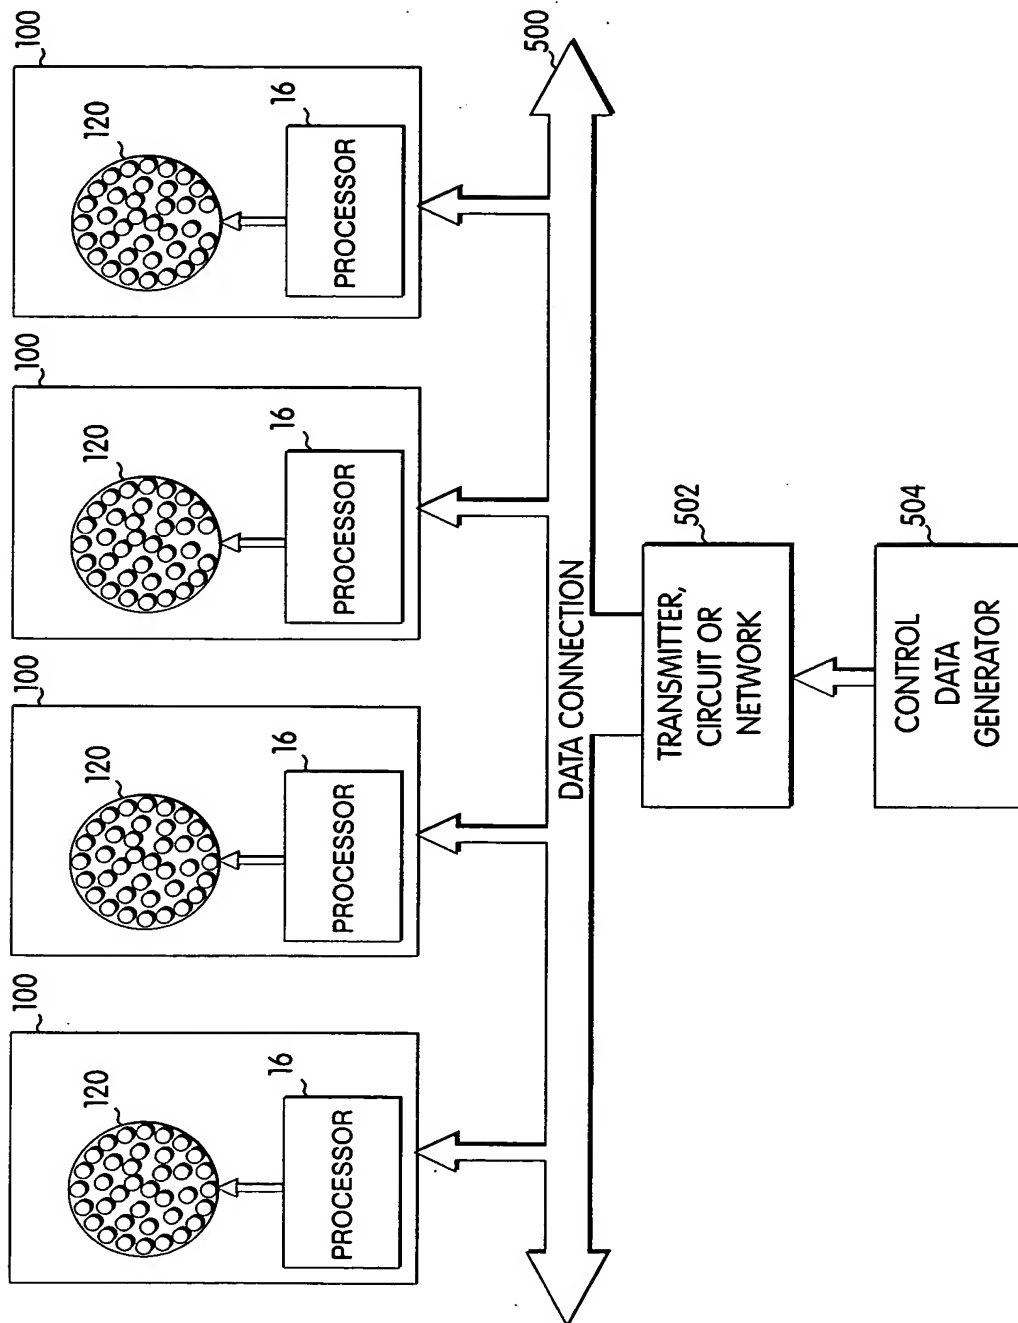 100
100
100
100
120
120
120
120
16
16
16
16
PROCESSOR
PROCESSOR
PROCESSOR
PROCESSOR
500
DATA CONNECTION
502
TRANSMITTER,
CIRCUIT OR
NETWORK
504
CONTROL
DATA
GENERATOR